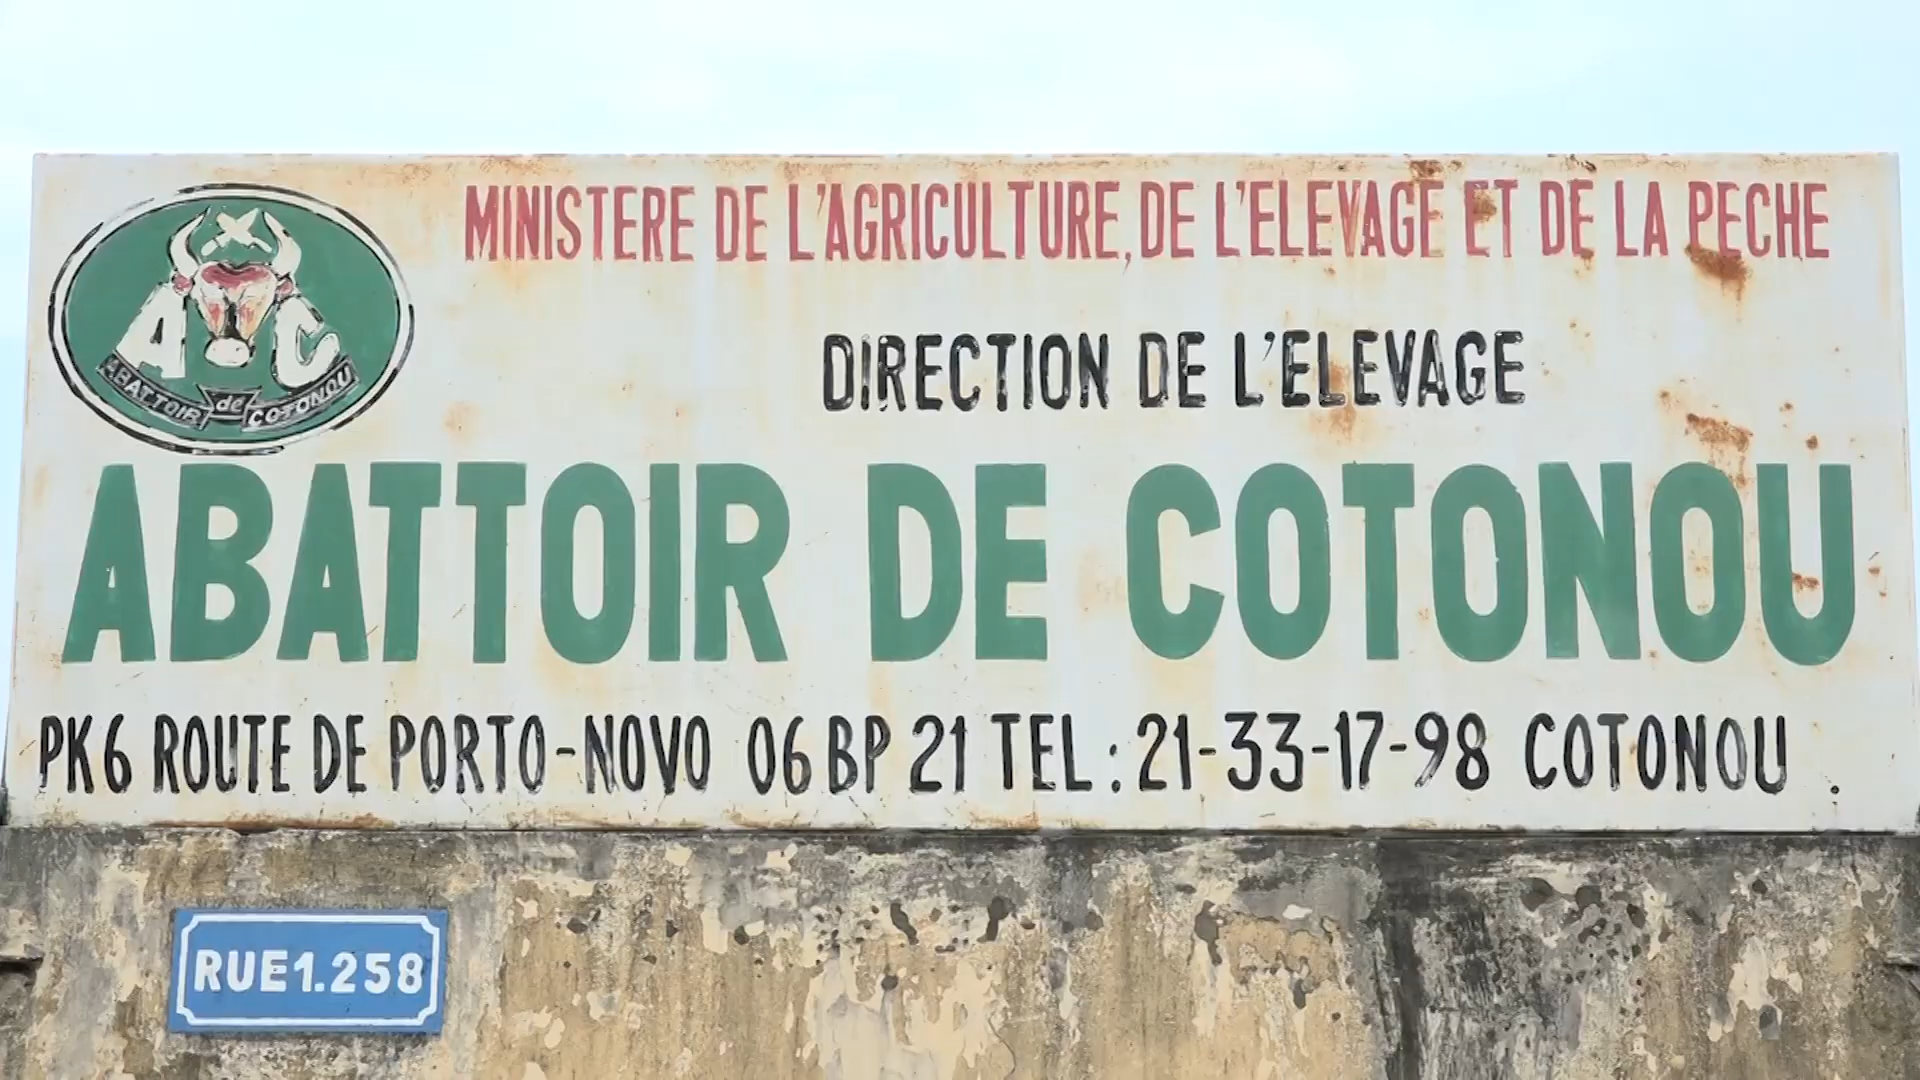 MINISTERE DE L'AGRICULTURE, DE L'ELEVAGE ET DE LA PECHE
DIRECTION DE L'ELEVAGE
A C
ABATTOIR de COTONOU
ABATTOIR DE COTONOU
PK6 ROUTE DE PORTO-NOVO 06 BP 21 TEL : 21-33-17-98 COTONOU .
RUE 1.258